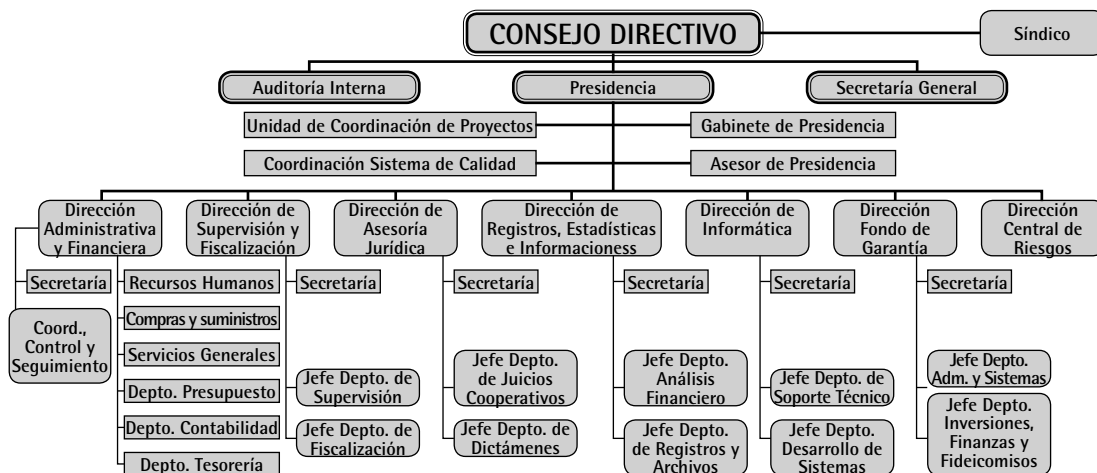 CONSEJO DIRECTIVO
Síndico
Auditoría Interna
Presidencia
Secretaría General
Unidad de Coordinación de Proyectos
Gabinete de Presidencia
Coordinación Sistema de Calidad
Asesor de Presidencia
Dirección
Administrativa
y Financiera
Dirección de
Supervisión y
Fiscalización
Dirección de
Asesoría
Jurídica
Dirección de
Registros, Estadísticas
e Informacioness
Dirección de
Informática
Dirección
Fondo de
Garantía
Dirección
Central de
Riesgos
Secretaría
Recursos Humanos
Secretaría
Secretaría
Secretaría
Secretaría
Secretaría
Coord.,
Control y
Seguimiento
Compras y suministros
Servicios Generales
Depto. Presupuesto
Depto. Contabilidad
Depto. Tesorería
Jefe Depto. de
Supervisión
Jefe Depto. de
Fiscalización
Jefe Depto.
de Juicios
Cooperativos
Jefe Depto. de
Dictámenes
Jefe Depto.
Análisis
Financiero
Jefe Depto.
de Registros y
Archivos
Jefe Depto. de
Soporte Técnico
Jefe Depto.
Desarrollo de
Sistemas
Jefe Depto.
Adm. y Sistemas
Jefe Depto.
Inversiones,
Finanzas y
Fideicomisos